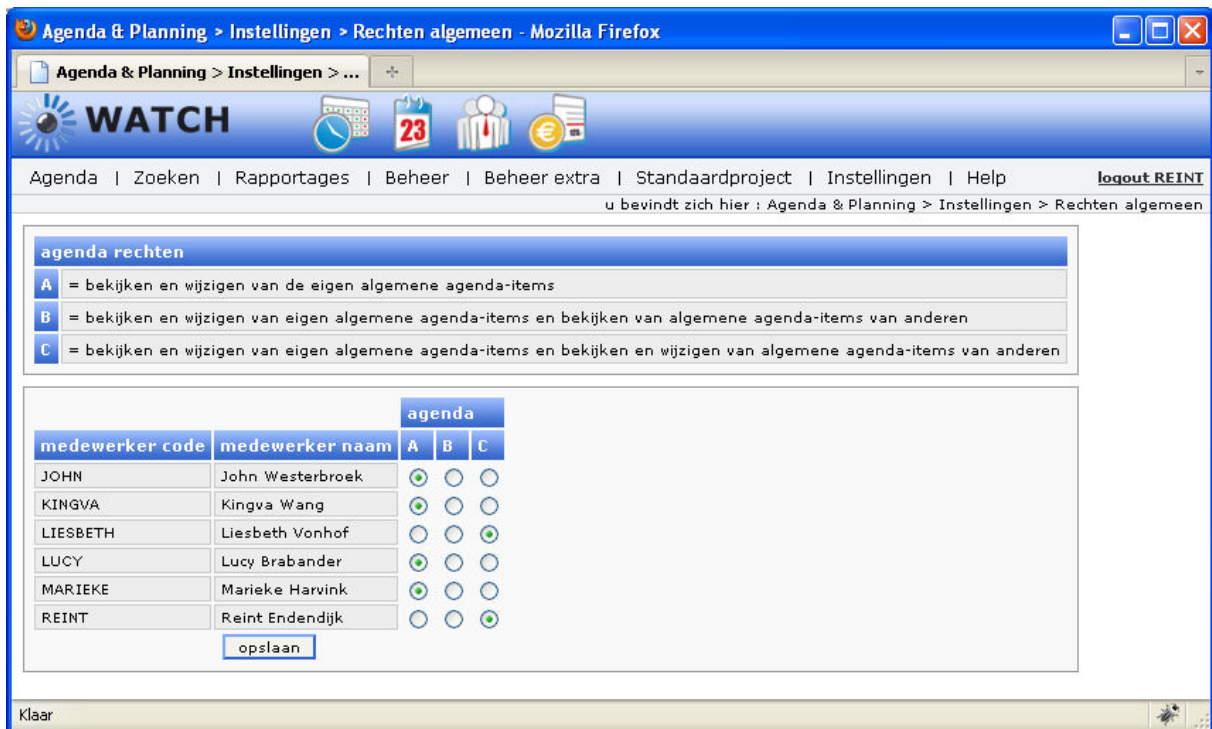 Agenda & Planning > Instellingen > Rechten algemeen - Mozilla Firefox
Agenda & Planning > Instellingen > ...
WATCH
23
Agenda | Zoeken | Rapportages | Beheer | Beheer extra | Standaardproject | Instellingen | Help logout REINT
u bevindt zich hier : Agenda & Planning > Instellingen > Rechten algemeen
agenda rechten
A = bekijken en wijzigen van de eigen algemene agenda-items
B = bekijken en wijzigen van eigen algemene agenda-items en bekijken van algemene agenda-items van anderen
C = bekijken en wijzigen van eigen algemene agenda-items en bekijken en wijzigen van algemene agenda-items van anderen
agenda
medewerker code medewerker naam A B C
JOHN John Westerbroek
KINGVA Kingva Wang
LIESBETH Liesbeth Vonhof
LUCY Lucy Brabander
MARIEKE Marieke Harvink
REINT Reint Endendijk
opslaan
Klaar